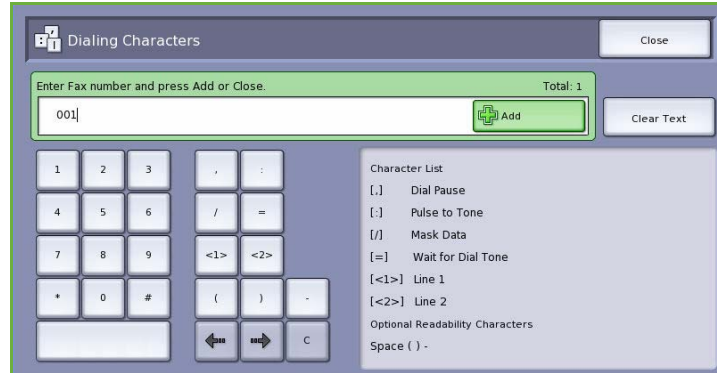 Dialing Characters
Close
Enter Fax number and press Add or Close.
Total: 1
001
Add
Clear Text
1 2 3 , :
4 5 6 / =
7 8 9 <1> <2>
* 0 # ( ) -
C
Character List
[,] Dial Pause
[:] Pulse to Tone
[/] Mask Data
[=] Wait for Dial Tone
[<1>] Line 1
[<2>] Line 2
Optional Readability Characters
Space ( ) -